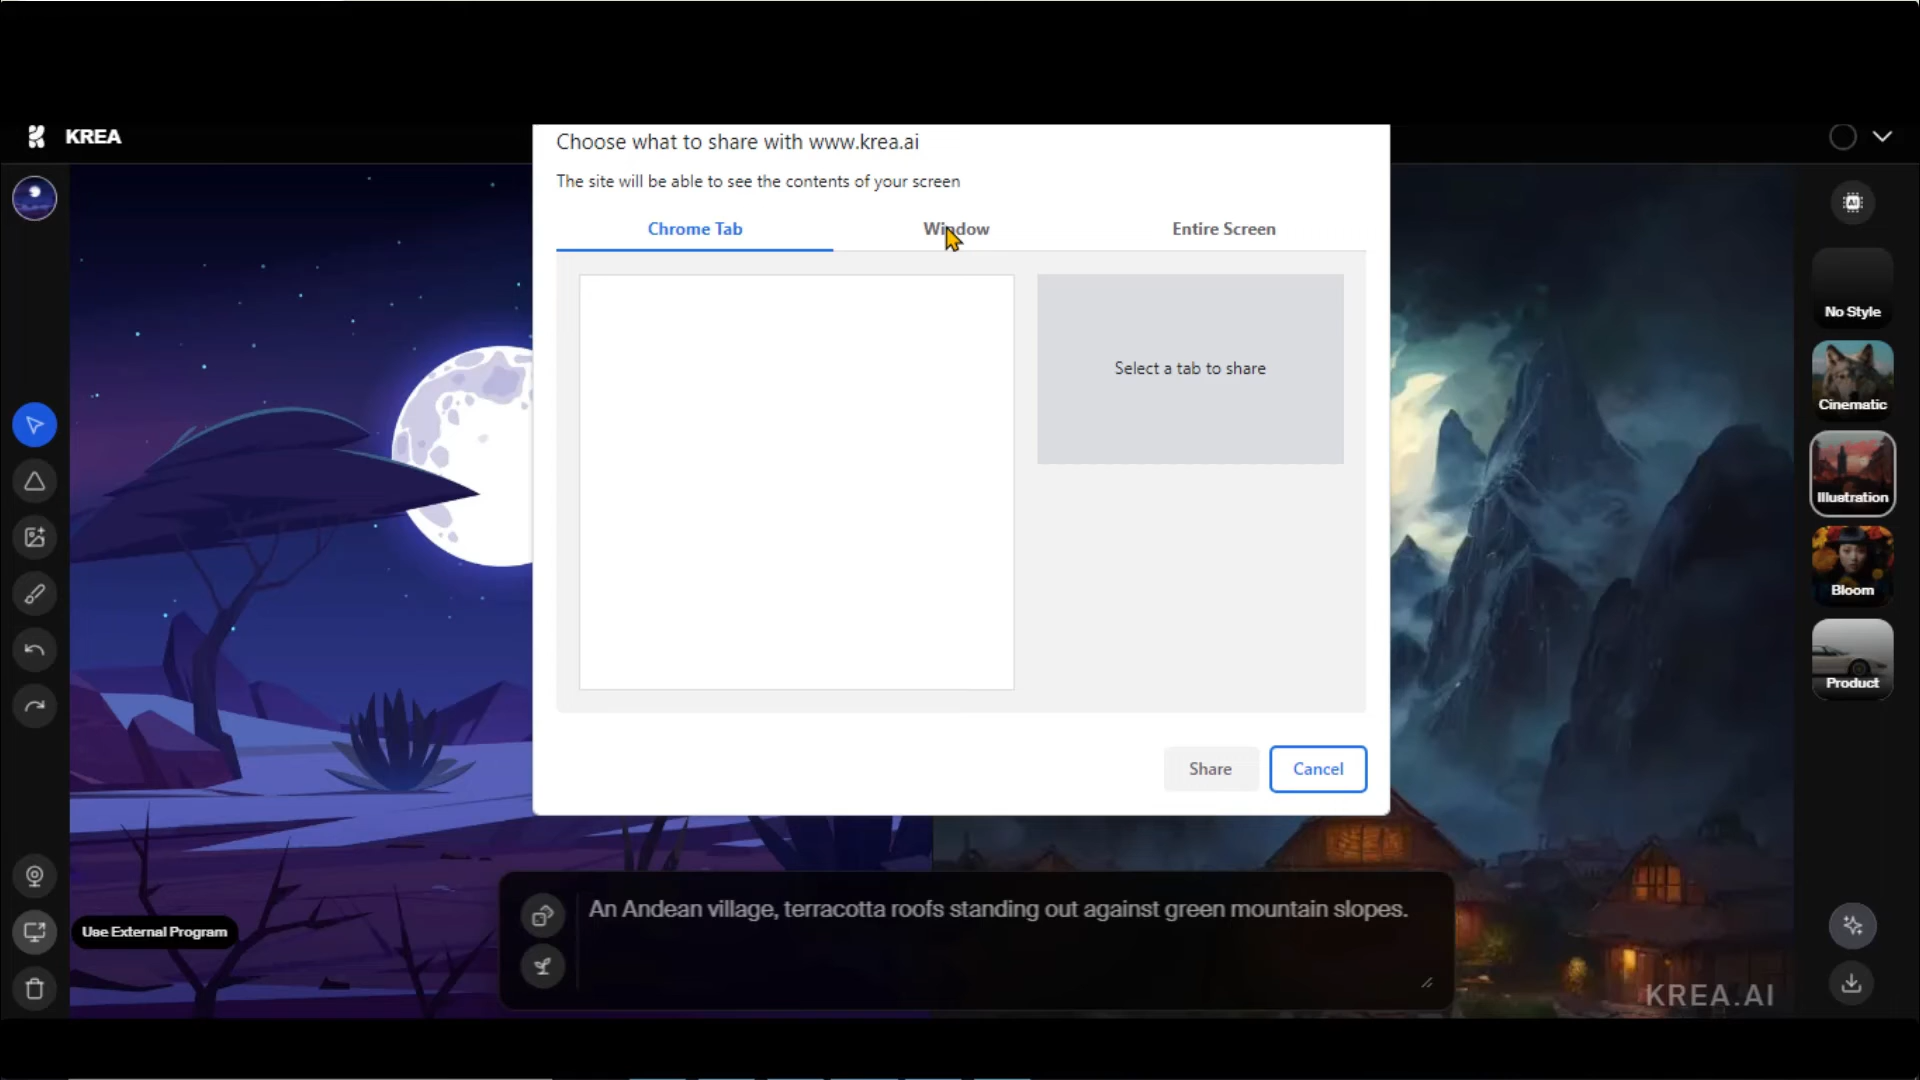 KREA
Choose what to share with www.krea.ai
The site will be able to see the contents of your screen
Chrome Tab
Window
Entire Screen
Select a tab to share
Share
Cancel
AI
No Style
Cinematic
Illustration
Bloom
Product
Use External Program
An Andean village, terracotta roofs standing out against green mountain slopes.
KREA.AI